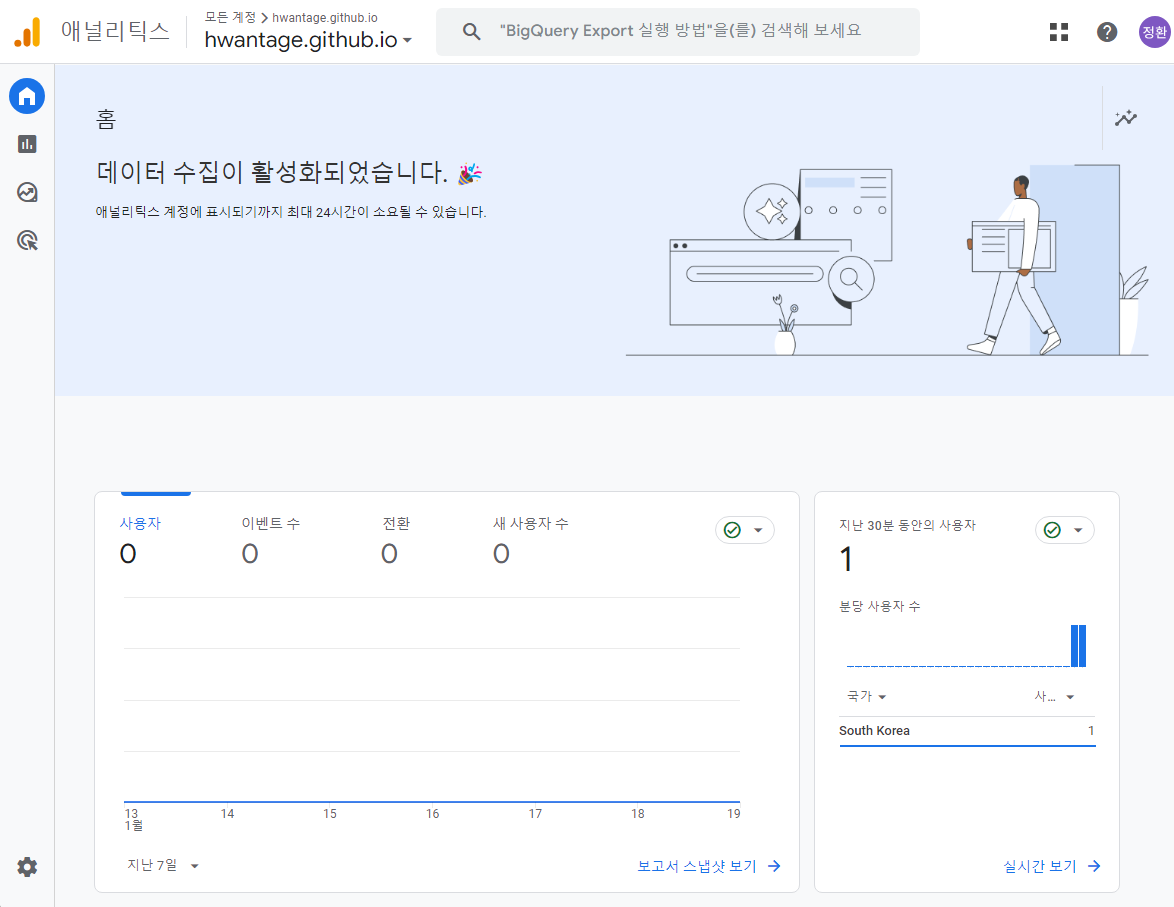 애널리틱스
모든 계정 > hwantage.github.io
hwantage.github.io
"BigQuery Export 실행 방법"을(를) 검색해 보세요
정환
홈
데이터 수집이 활성화되었습니다. 🎉
애널리틱스 계정에 표시되기까지 최대 24시간이 소요될 수 있습니다.
사용자 이벤트 수 전환 새 사용자 수
0 0 0 0
13 14 15 16 17 18 19
1월
지난 7일
보고서 스냅샷 보기
지난 30분 동안의 사용자
1
분당 사용자 수
국가 사...
South Korea 1
실시간 보기